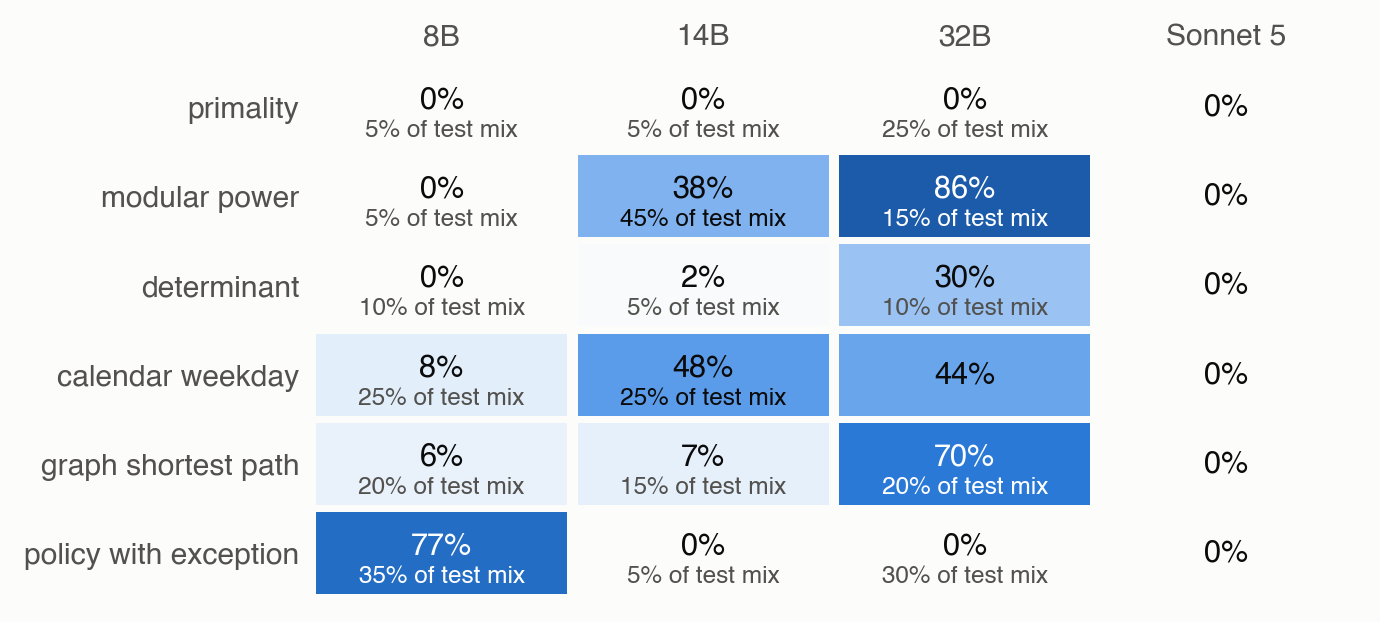 8B 14B 32B Sonnet 5
primality 0% 0% 0% 0%
5% of test mix 5% of test mix 25% of test mix
modular power 0% 38% 86% 0%
5% of test mix 45% of test mix 15% of test mix
determinant 0% 2% 30% 0%
10% of test mix 5% of test mix 10% of test mix
calendar weekday 8% 48% 44% 0%
25% of test mix 25% of test mix
graph shortest path 6% 7% 70% 0%
20% of test mix 15% of test mix 20% of test mix
policy with exception 77% 0% 0% 0%
35% of test mix 5% of test mix 30% of test mix